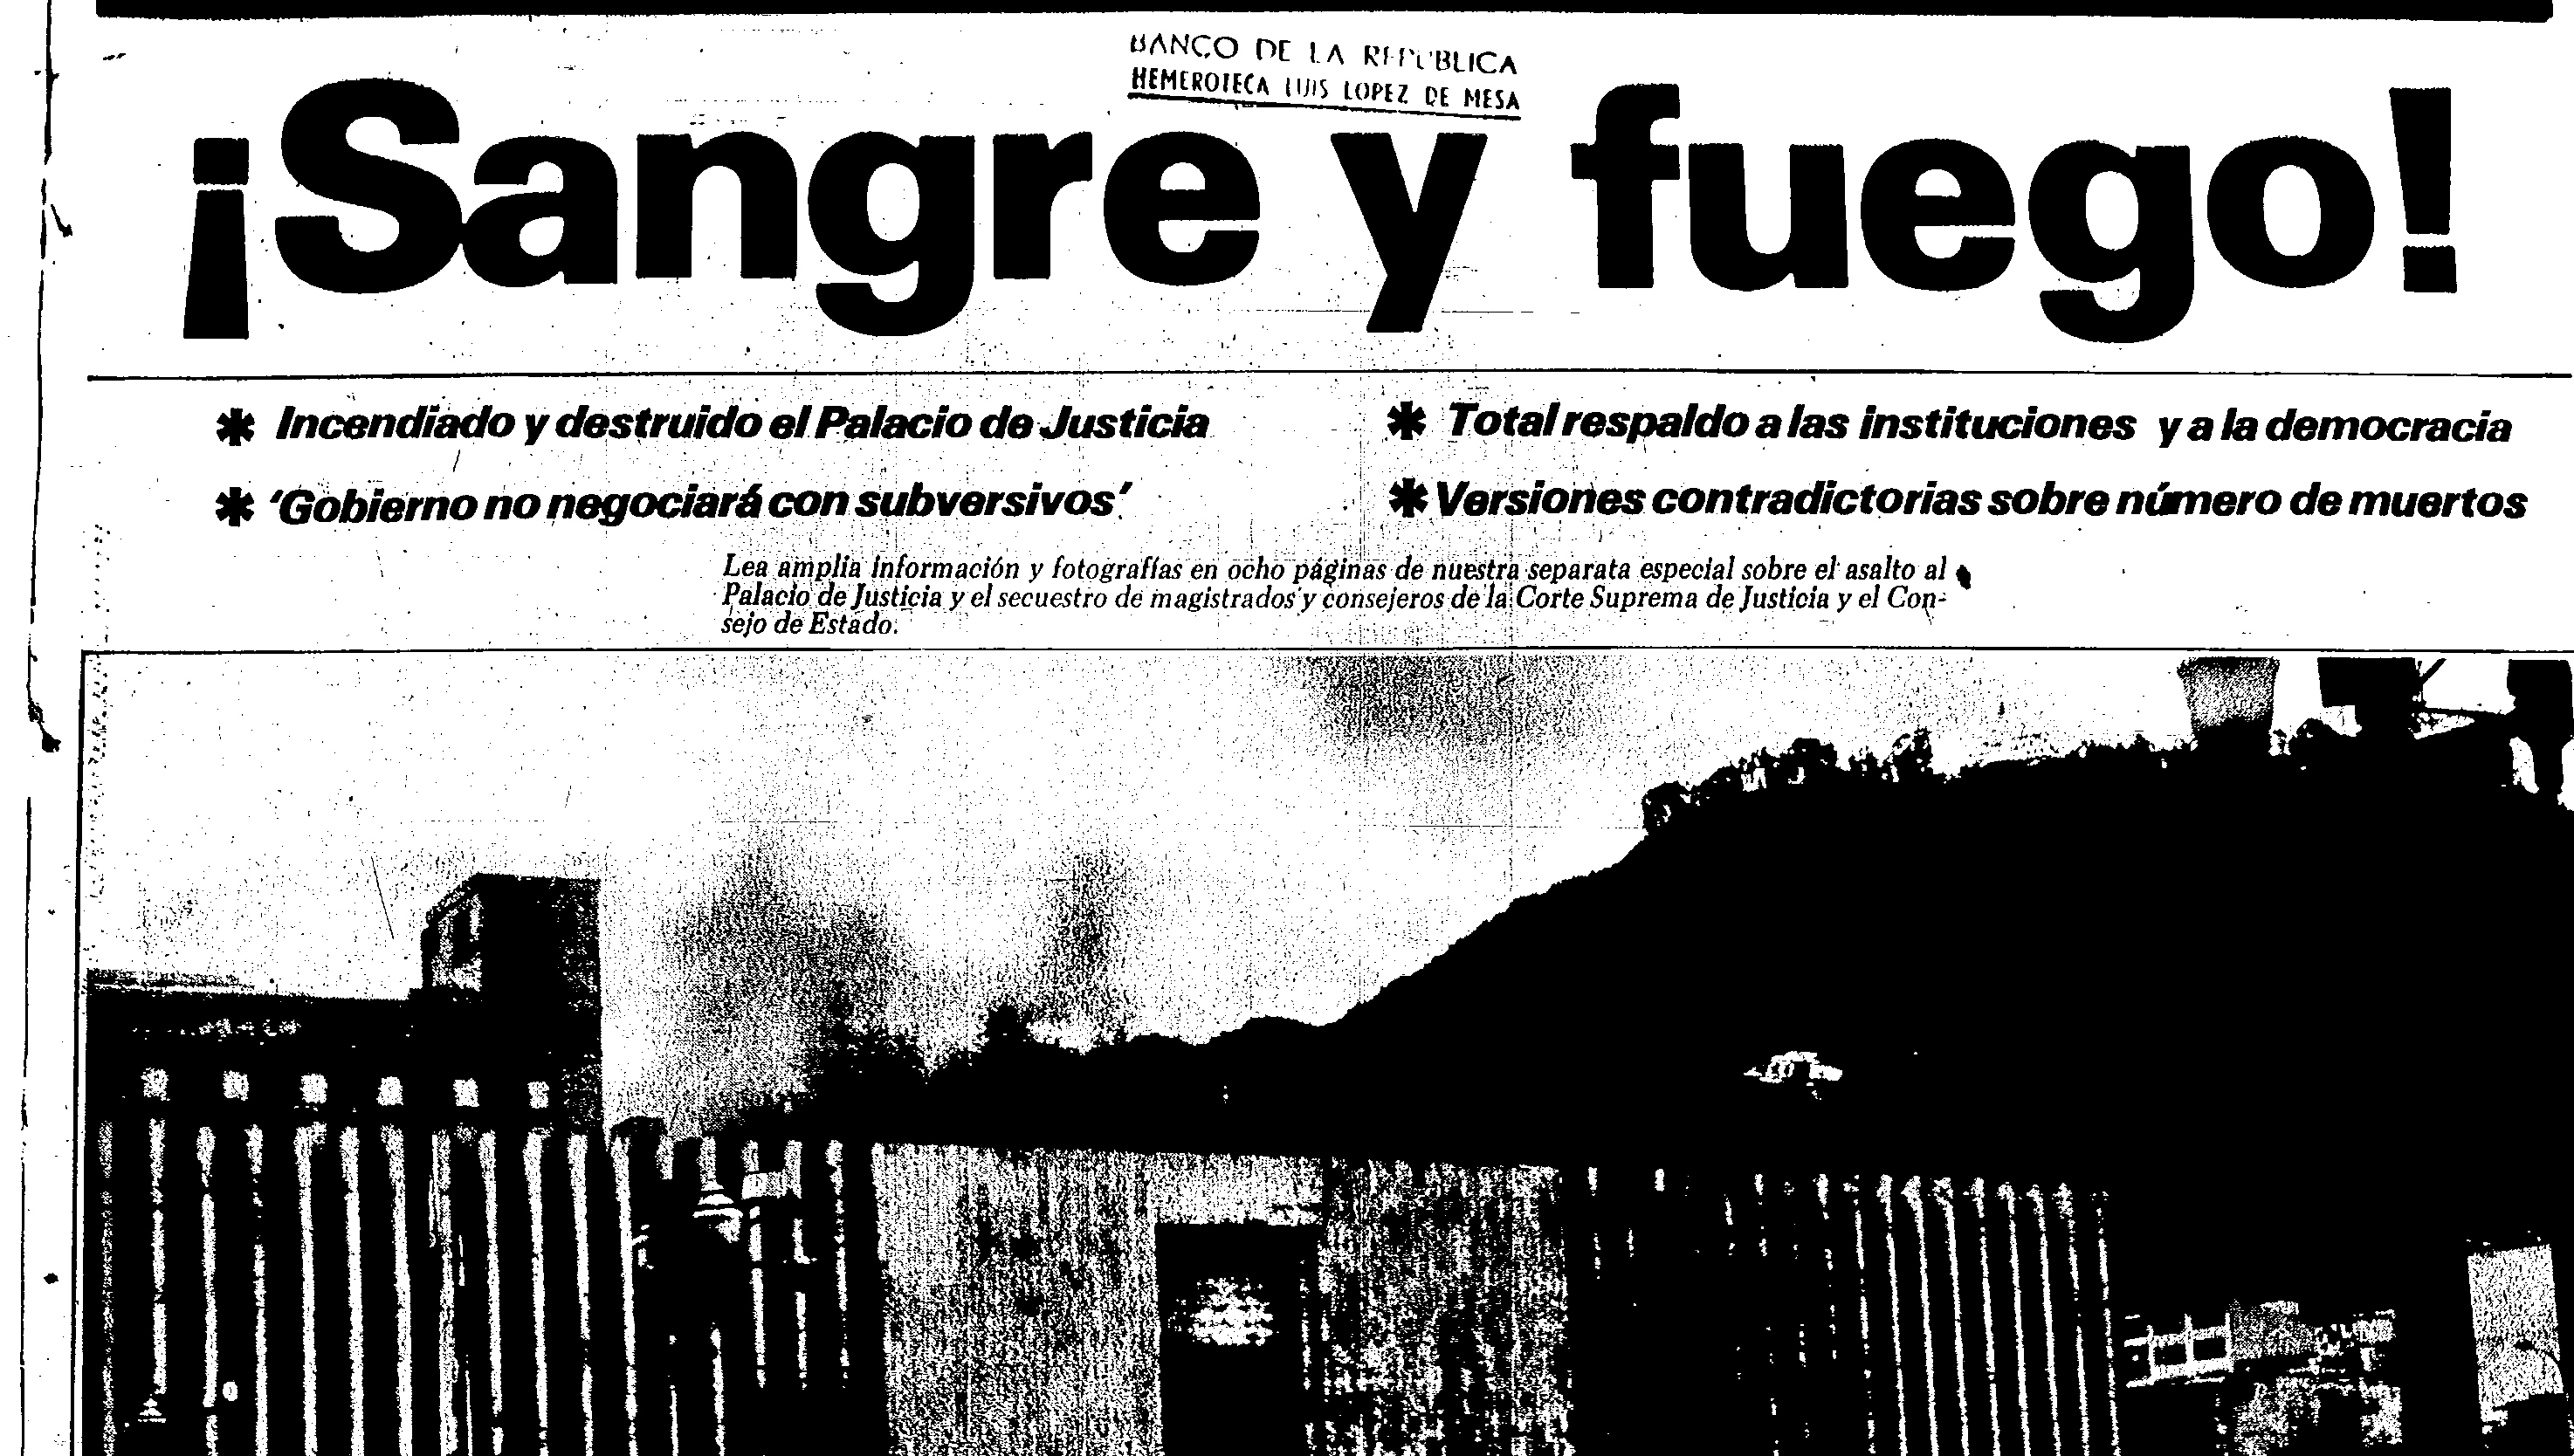 BANCO DE LA REPUBLICA
HEMEROTECA LUIS LOPEZ DE MESA
¡Sangre y fuego!
* Incendiado y destruido el Palacio de Justicia
* 'Gobierno no negociará con subversivos'
* Total respaldo a las instituciones y a la democracia
* Versiones contradictorias sobre número de muertos
Lea amplia información y fotografías en ocho páginas de nuestra separata especial sobre el asalto al
Palacio de Justicia y el secuestro de magistrados y consejeros de la Corte Suprema de Justicia y el Con-
sejo de Estado.